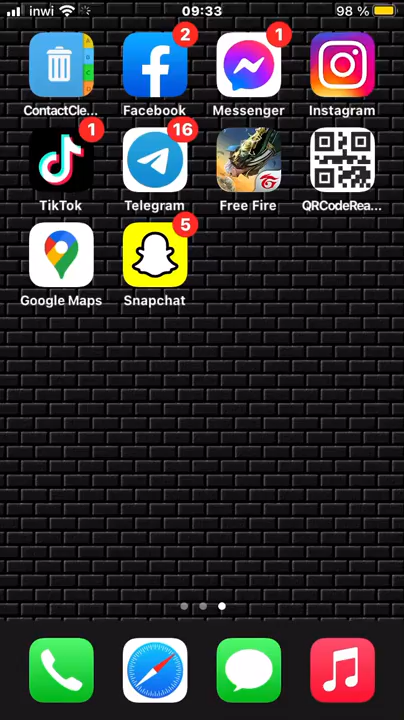 inwi 09:33 98 %
2 1
ContactCle... Facebook Messenger Instagram
1 16
TikTok Telegram Free Fire QRCodeRea...
5
Google Maps Snapchat